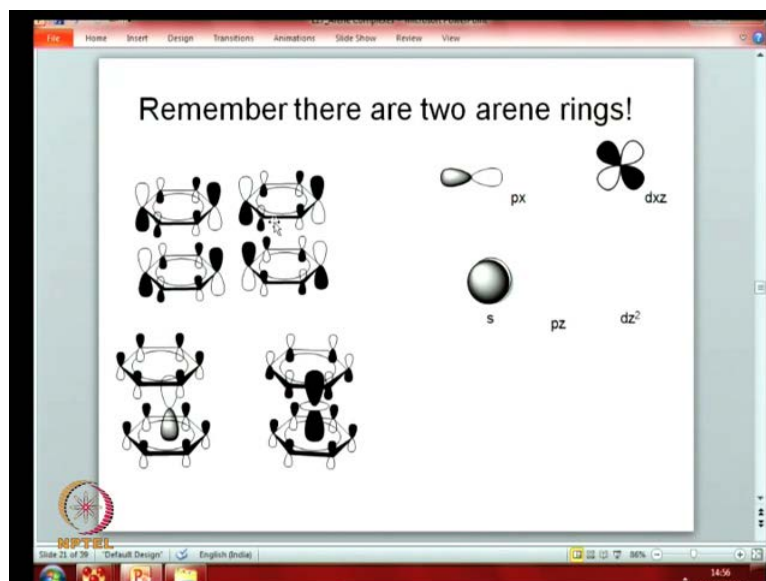 File Home Insert Design Transitions Animations Slide Show Review View
Remember there are two arene rings!
px
dxz
s
pz
dz²
NPTEL
Slide 21 of 39 "Default Design" English (India) 86%
14:56